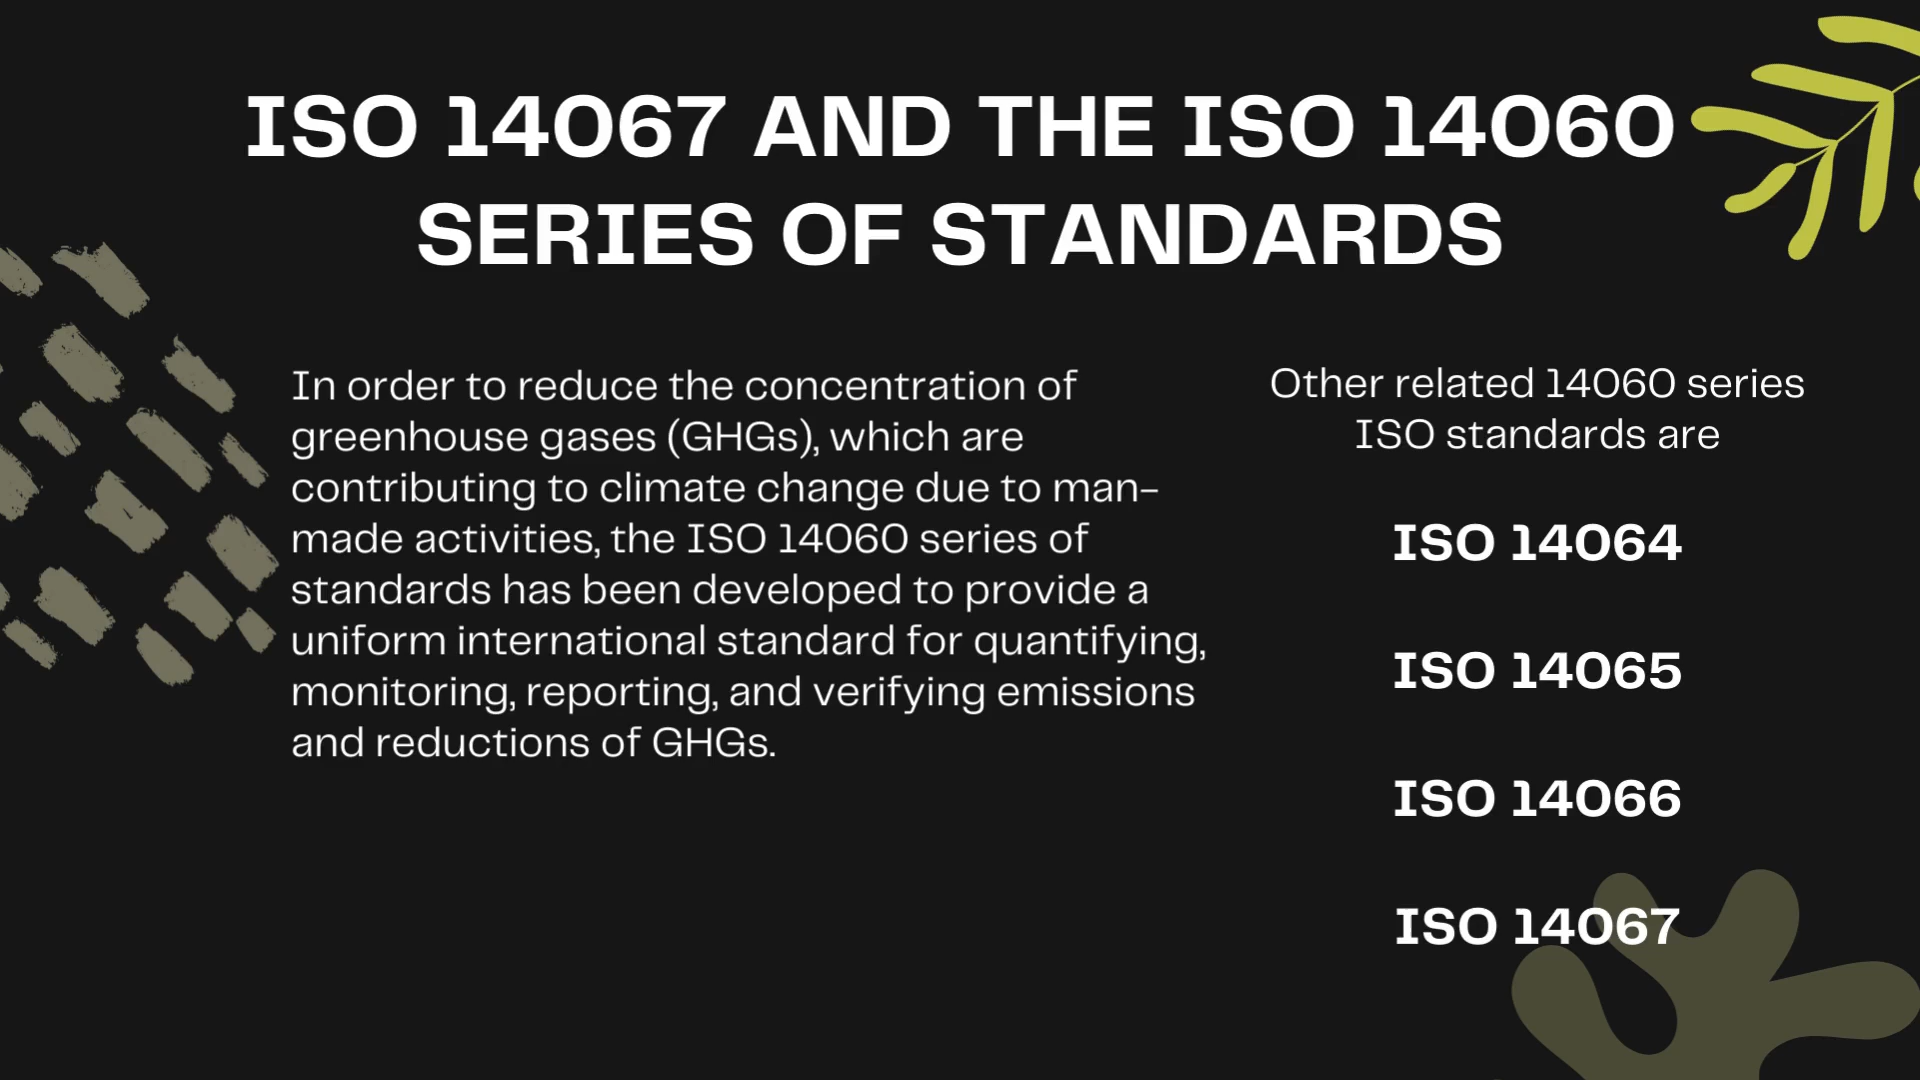 ISO 14067 AND THE ISO 14060
SERIES OF STANDARDS
In order to reduce the concentration of
greenhouse gases (GHGs), which are
contributing to climate change due to man-
made activities, the ISO 14060 series of
standards has been developed to provide a
uniform international standard for quantifying,
monitoring, reporting, and verifying emissions
and reductions of GHGs.
Other related 14060 series
ISO standards are
ISO 14064
ISO 14065
ISO 14066
ISO 14067